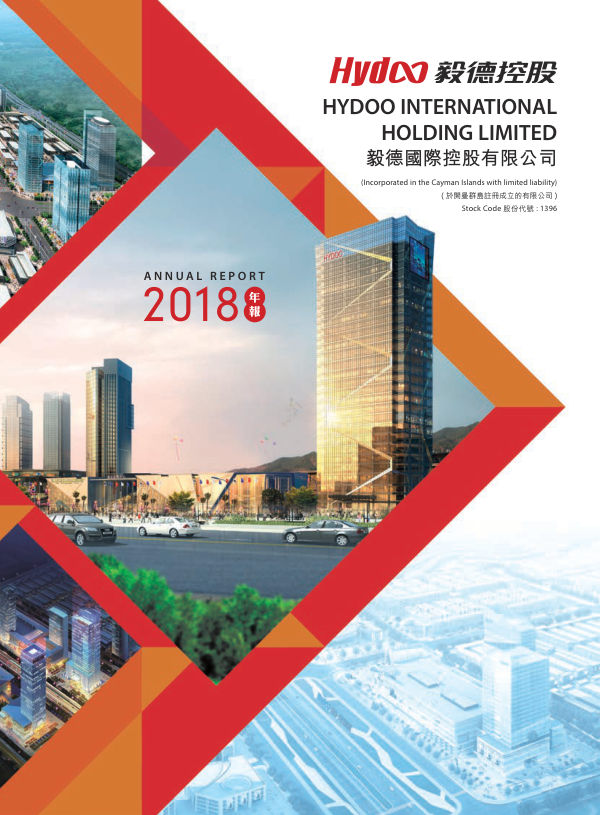 Hydoo 毅德控股
HYDOO INTERNATIONAL
HOLDING LIMITED
毅德國際控股有限公司
(Incorporated in the Cayman Islands with limited liability)
( 於開曼群島註冊成立的有限公司 )
Stock Code 股份代號 : 1396
HYDOO
ANNUAL REPORT
2018 年報